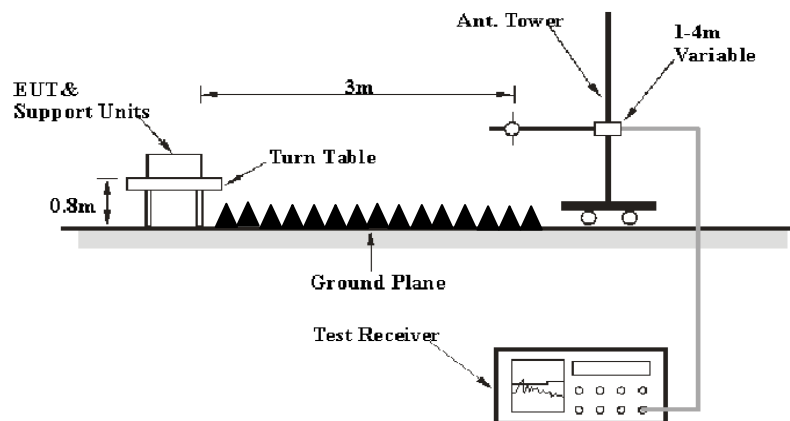 Ant. Tower
1-4m
Variable
EUT&
Support Units
3m
Turn Table
0.8m
Ground Plane
Test Receiver